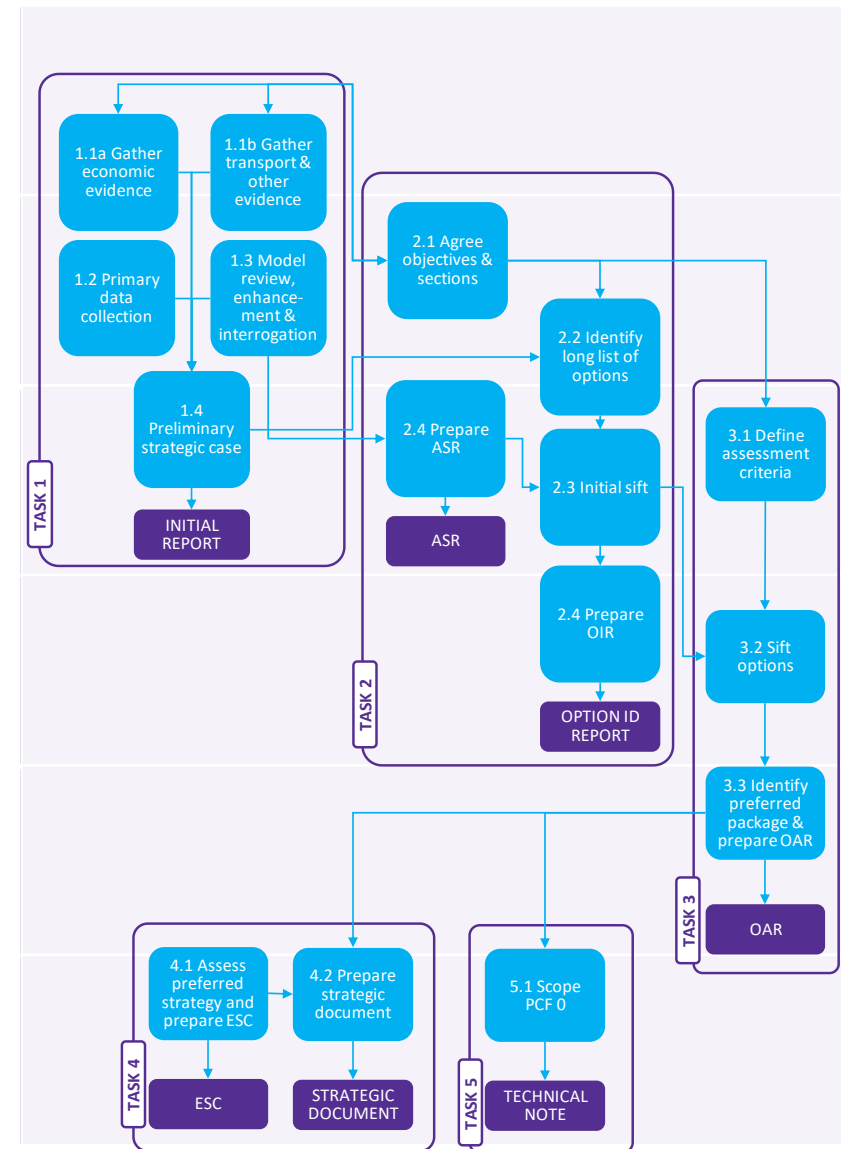 1.1a Gather
economic
evidence
1.1b Gather
transport &
other
evidence
1.2 Primary
data
collection
1.3 Model
review,
enhance-
ment &
interrogation
1.4
Preliminary
strategic case
INITIAL
REPORT
TASK 1
2.1 Agree
objectives &
sections
2.2 Identify
long list of
options
2.4 Prepare
ASR
2.3 Initial sift
ASR
2.4 Prepare
OIR
OPTION ID
REPORT
TASK 2
3.1 Define
assessment
criteria
3.2 Sift
options
3.3 Identify
preferred
package &
prepare OAR
OAR
TASK 3
4.1 Assess
preferred
strategy and
prepare ESC
4.2 Prepare
strategic
document
ESC
STRATEGIC
DOCUMENT
TASK 4
5.1 Scope
PCF 0
TECHNICAL
NOTE
TASK 5